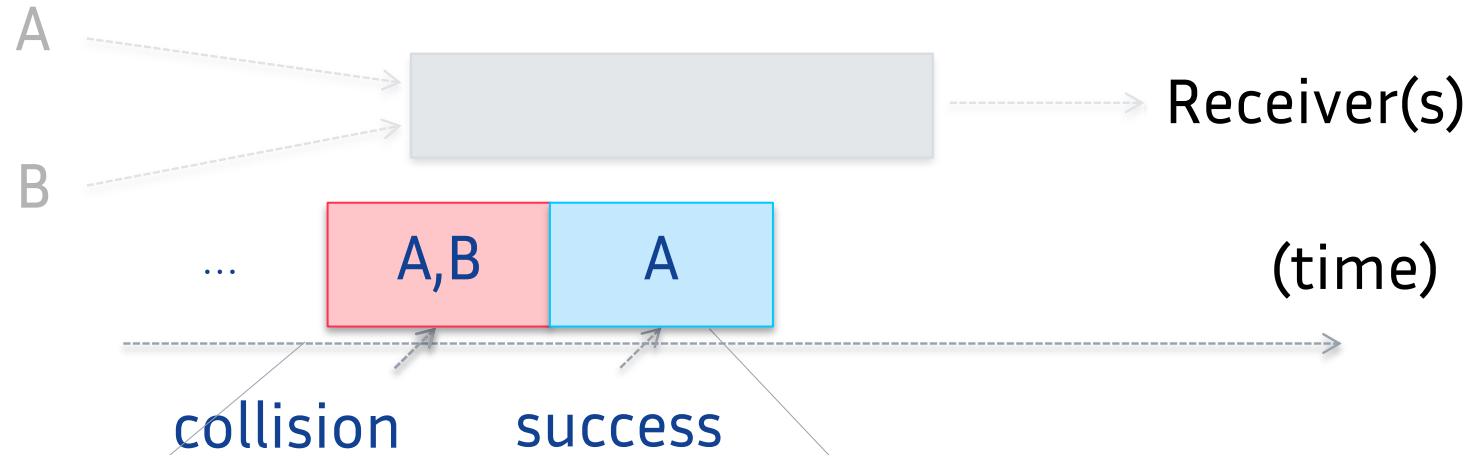 A
Receiver(s)
B
... A,B A (time)
collision success